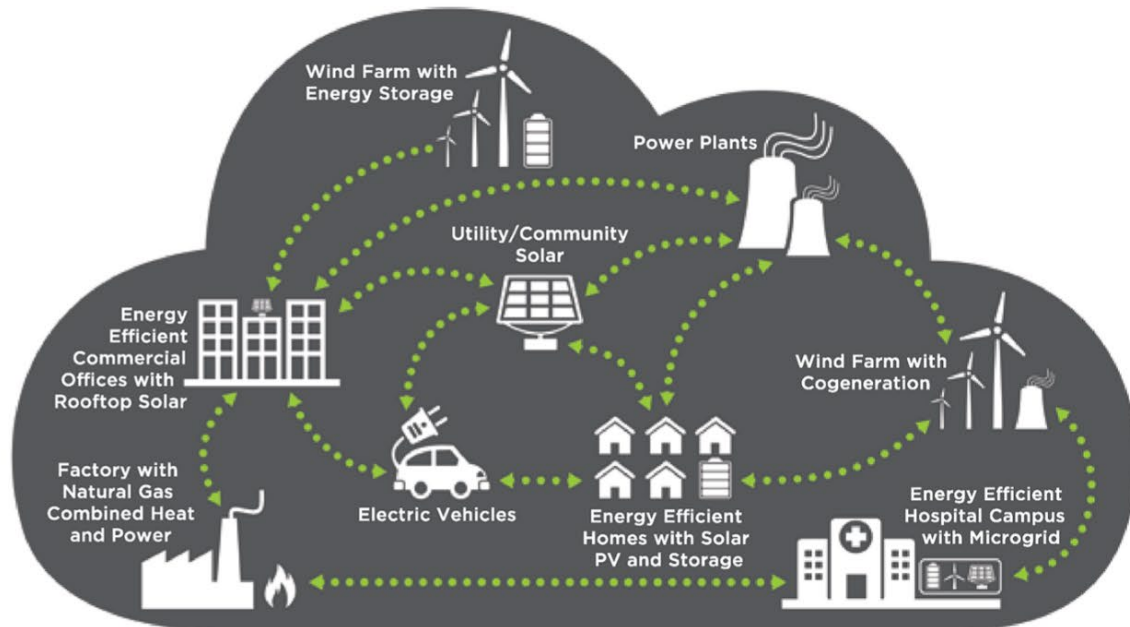 Wind Farm with
Energy Storage
Power Plants
Utility/Community
Solar
Energy
Efficient
Commercial
Offices with
Rooftop Solar
Wind Farm with
Cogeneration
Factory with
Natural Gas
Combined Heat
and Power
Electric Vehicles
Energy Efficient
Homes with Solar
PV and Storage
Energy Efficient
Hospital Campus
with Microgrid